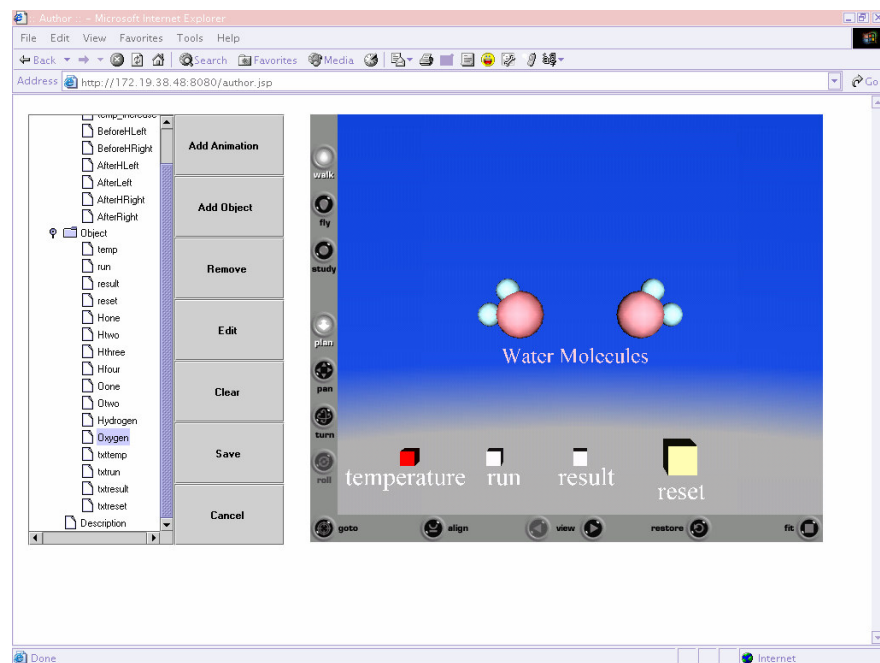 :: Author :: - Microsoft Internet Explorer
File Edit View Favorites Tools Help
Back Search Favorites Media
Address http://172.19.38.48:8080/author.jsp Go
temp_increase
BeforeHLeft
BeforeHRight
AfterHLeft
AfterLeft
AfterHRight
AfterRight
Object
temp
run
result
reset
Hone
Htwo
Hthree
Hfour
Oone
Otwo
Hydrogen
Oxygen
txttemp
txtrun
txtresult
txtreset
Description
Add Animation
Add Object
Remove
Edit
Clear
Save
Cancel
walk
fly
study
plan
pan
turn
roll
Water Molecules
temperature run result
reset
goto align view restore fit
Done Internet